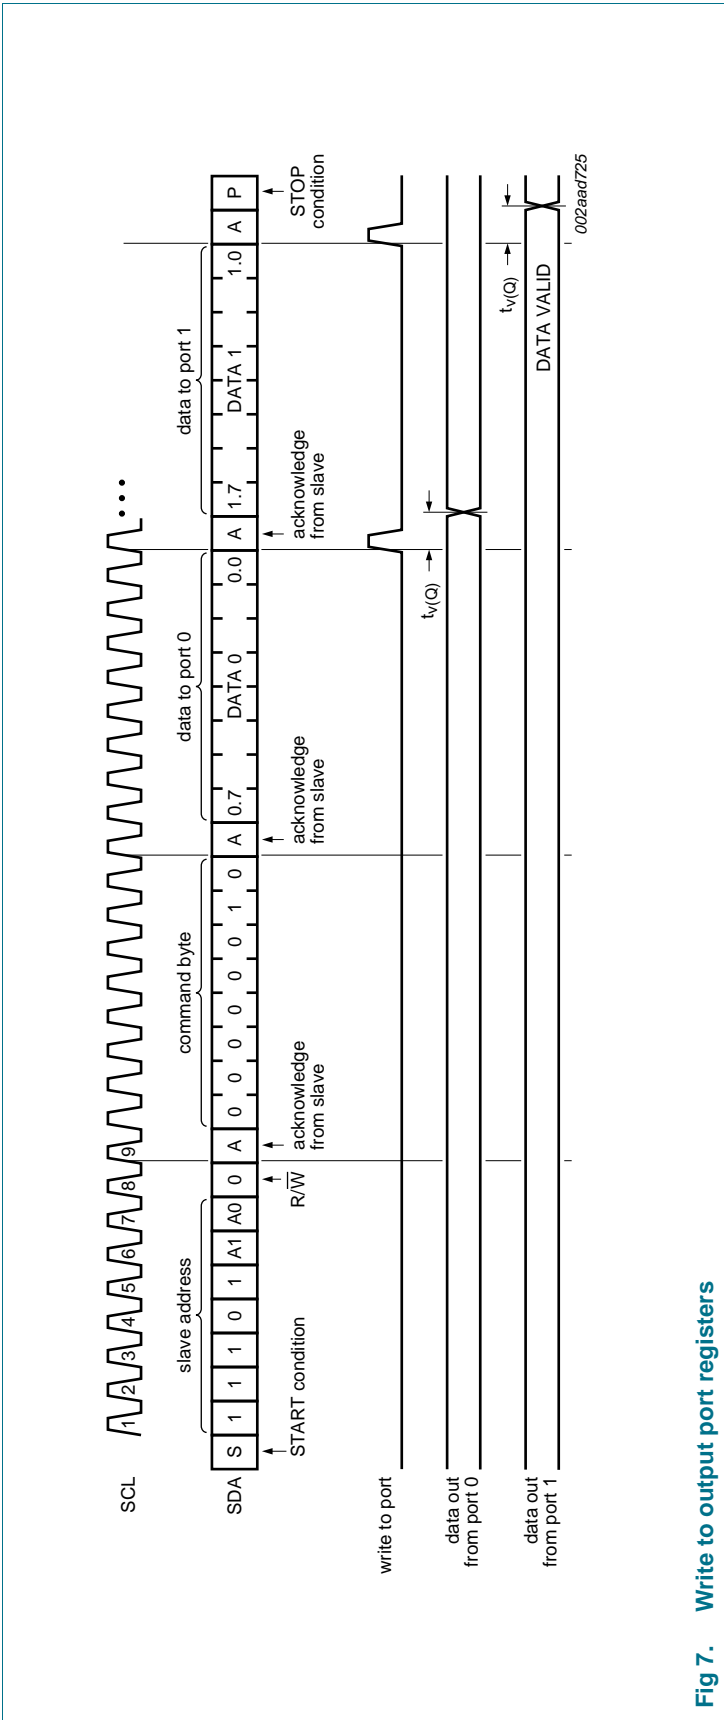 SCL
1 2 3 4 5 6 7 8 9
slave address
command byte
data to port 0
data to port 1
SDA
S 1 1 1 0 1 A1 A0 0 A 0 0 0 0 0 0 1 0 A 0.7 DATA 0 0.0 A 1.7 DATA 1 1.0 A P
START condition
R/W
acknowledge
from slave
acknowledge
from slave
acknowledge
from slave
STOP
condition
write to port
data out
from port 0
tv(Q)
data out
from port 1
tv(Q)
DATA VALID
002aad725
Fig 7. Write to output port registers